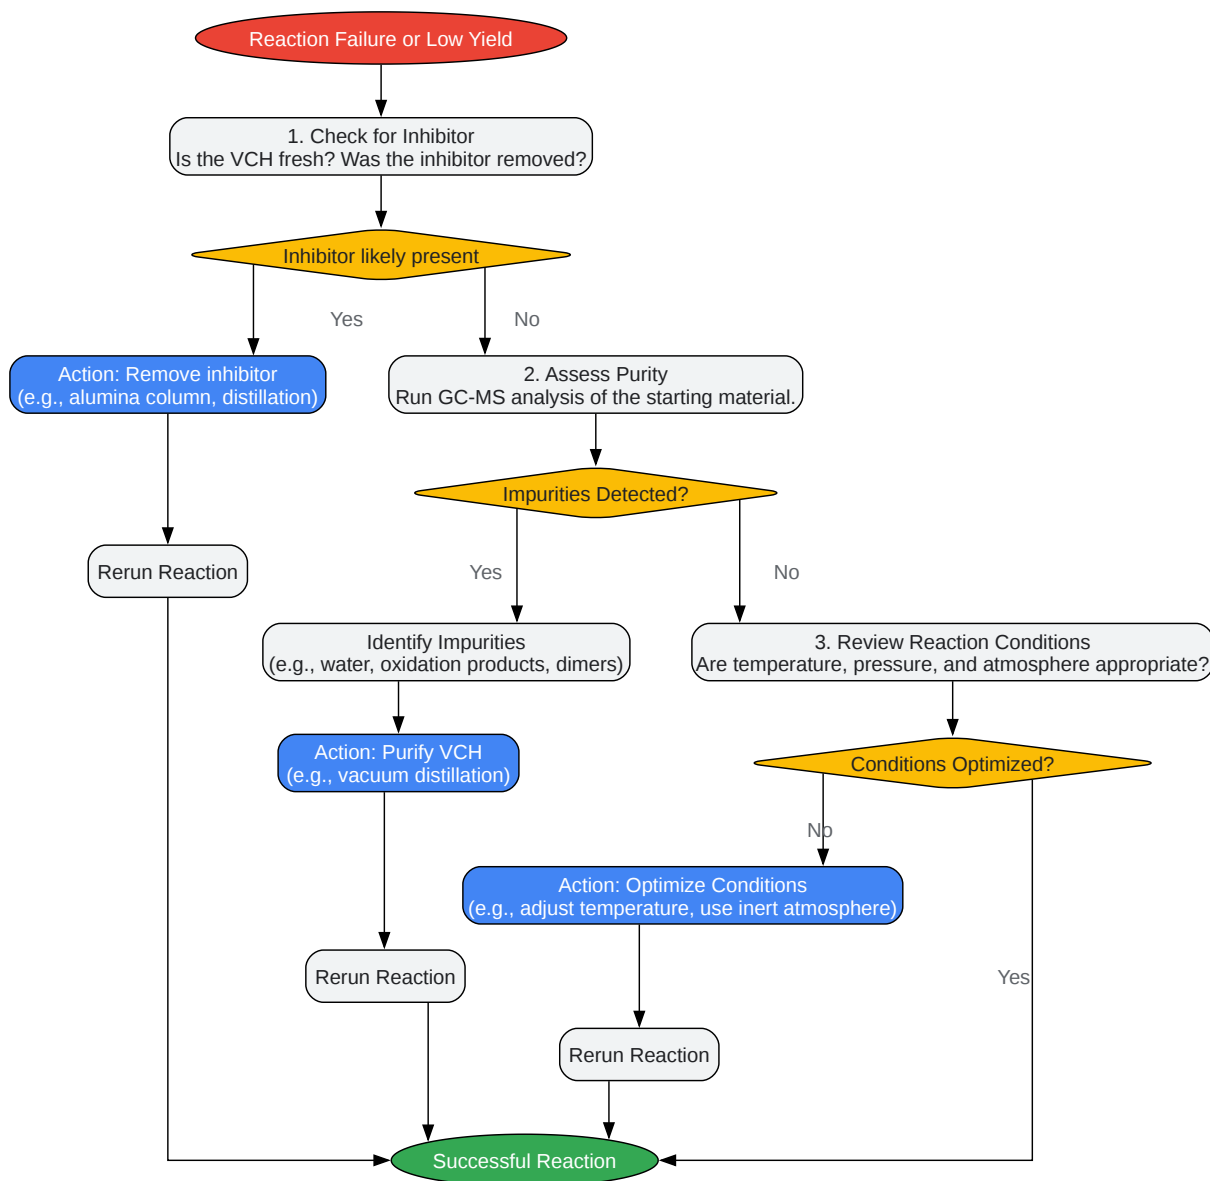 Reaction Failure or Low Yield
1. Check for Inhibitor
Is the VCH fresh? Was the inhibitor removed?
Inhibitor likely present
Yes
No
Action: Remove inhibitor
(e.g., alumina column, distillation)
2. Assess Purity
Run GC-MS analysis of the starting material.
Impurities Detected?
Rerun Reaction
Yes
No
Identify Impurities
(e.g., water, oxidation products, dimers)
3. Review Reaction Conditions
Are temperature, pressure, and atmosphere appropriate?
Action: Purify VCH
(e.g., vacuum distillation)
Conditions Optimized?
No
Action: Optimize Conditions
(e.g., adjust temperature, use inert atmosphere)
Rerun Reaction
Yes
Rerun Reaction
Successful Reaction